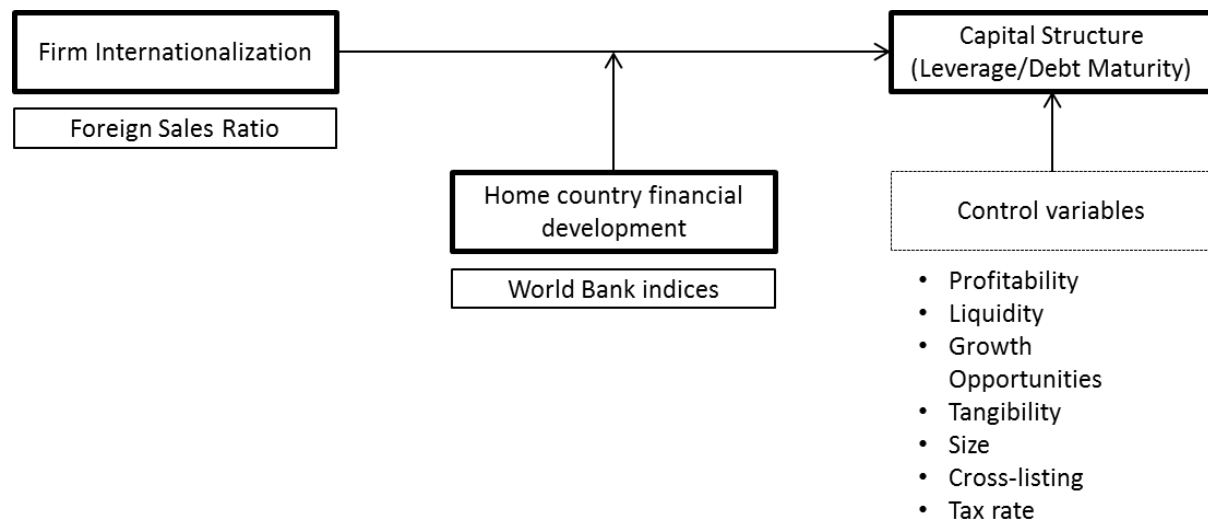 Firm Internationalization
Foreign Sales Ratio
Capital Structure
(Leverage/Debt Maturity)
Home country financial
development
World Bank indices
Control variables
• Profitability
• Liquidity
• Growth
Opportunities
• Tangibility
• Size
• Cross-listing
• Tax rate